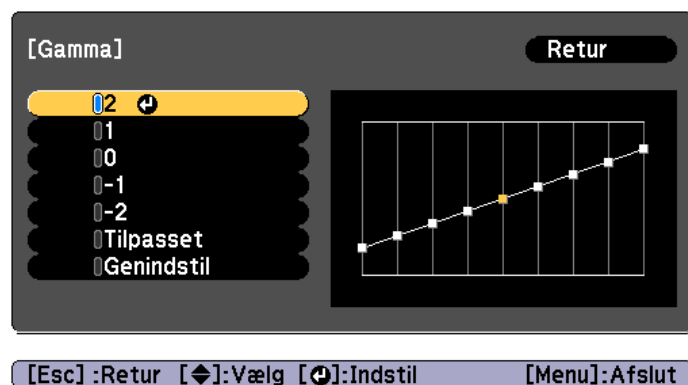 [Gamma]
Retur
2
1
0
-1
-2
Tilpasset
Genindstil
[Esc] :Retur [◆]:Vælg [⏎]:Indstil [Menu]:Afslut